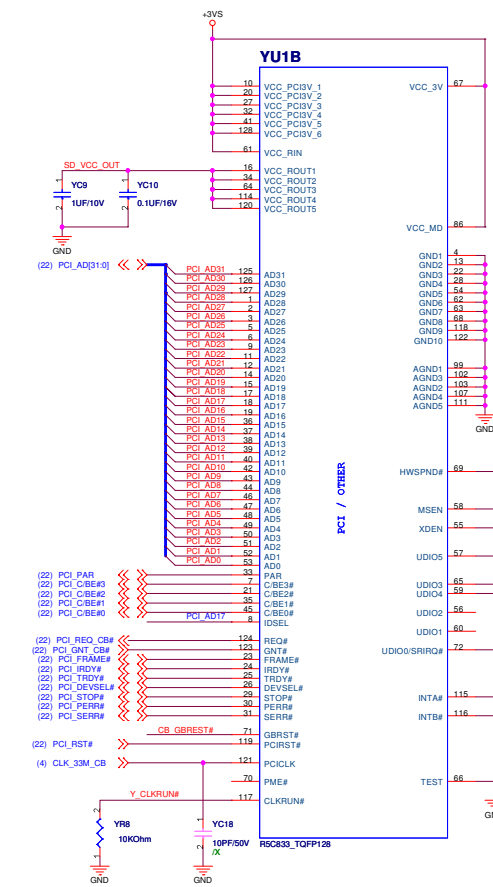 +3VS
YU1B
10 VCC_PCI3V_1
20 VCC_PCI3V_2
27 VCC_PCI3V_3
32 VCC_PCI3V_4
41 VCC_PCI3V_5
128 VCC_PCI3V_6
VCC_3V 67
61 VCC_RIN
SD_VCC_OUT
16 VCC_ROUT1
34 VCC_ROUT2
64 VCC_ROUT3
114 VCC_ROUT4
120 VCC_ROUT5
1 YC9 2
1UF/10V
1 YC10 2
0.1UF/16V
GND
VCC_MD 86
GND1 4
GND2 13
GND3 22
GND4 28
GND5 54
GND6 62
GND7 63
GND8 68
GND9 118
GND10 122
AGND1 99
AGND3 102
AGND2 103
AGND4 107
AGND5 111
GND
(22) PCI_AD[31:0]
PCI_AD31 125 AD31
PCI_AD30 126 AD30
PCI_AD29 127 AD29
PCI_AD28 1 AD28
PCI_AD27 2 AD27
PCI_AD26 3 AD26
PCI_AD25 5 AD25
PCI_AD24 6 AD24
PCI_AD23 9 AD23
PCI_AD22 11 AD22
PCI_AD21 12 AD21
PCI_AD20 14 AD20
PCI_AD19 15 AD19
PCI_AD18 17 AD18
PCI_AD17 18 AD17
PCI_AD16 19 AD16
PCI_AD15 36 AD15
PCI_AD14 37 AD14
PCI_AD13 38 AD13
PCI_AD12 39 AD12
PCI_AD11 40 AD11
PCI_AD10 42 AD10
PCI_AD9 43 AD9
PCI_AD8 44 AD8
PCI_AD7 46 AD7
PCI_AD6 47 AD6
PCI_AD5 48 AD5
PCI_AD4 49 AD4
PCI_AD3 50 AD3
PCI_AD2 51 AD2
PCI_AD1 52 AD1
PCI_AD0 53 AD0
PCI / OTHER
HWSPND# 69
MSEN 58
XDEN 55
UDIO5 57
UDIO3 65
UDIO4 59
UDIO2 56
UDIO1 60
UDIO0/SRIRQ# 72
INTA# 115
INTB# 116
TEST 66
GND
(22) PCI_PAR 33 PAR
(22) PCI_C/BE#3 7 C/BE3#
(22) PCI_C/BE#2 21 C/BE2#
(22) PCI_C/BE#1 35 C/BE1#
(22) PCI_C/BE#0 45 C/BE0#
PCI_AD17 8 IDSEL
(22) PCI_REQ_CB# 124 REQ#
(22) PCI_GNT_CB# 123 GNT#
(22) PCI_FRAME# 23 FRAME#
(22) PCI_IRDY# 24 IRDY#
(22) PCI_TRDY# 25 TRDY#
(22) PCI_DEVSEL# 26 DEVSEL#
(22) PCI_STOP# 29 STOP#
(22) PCI_PERR# 30 PERR#
(22) PCI_SERR# 31 SERR#
CB_GBREST# 71 GBRST#
(22) PCI_RST# 119 PCIRST#
(4) CLK_33M_CB 121 PCICLK
70 PME#
Y_CLKRUN# 117 CLKRUN#
2 YR8 1
10KOhm
GND
1 YC18 2
10PF/50V
/X
GND
R5C833_TQFP128